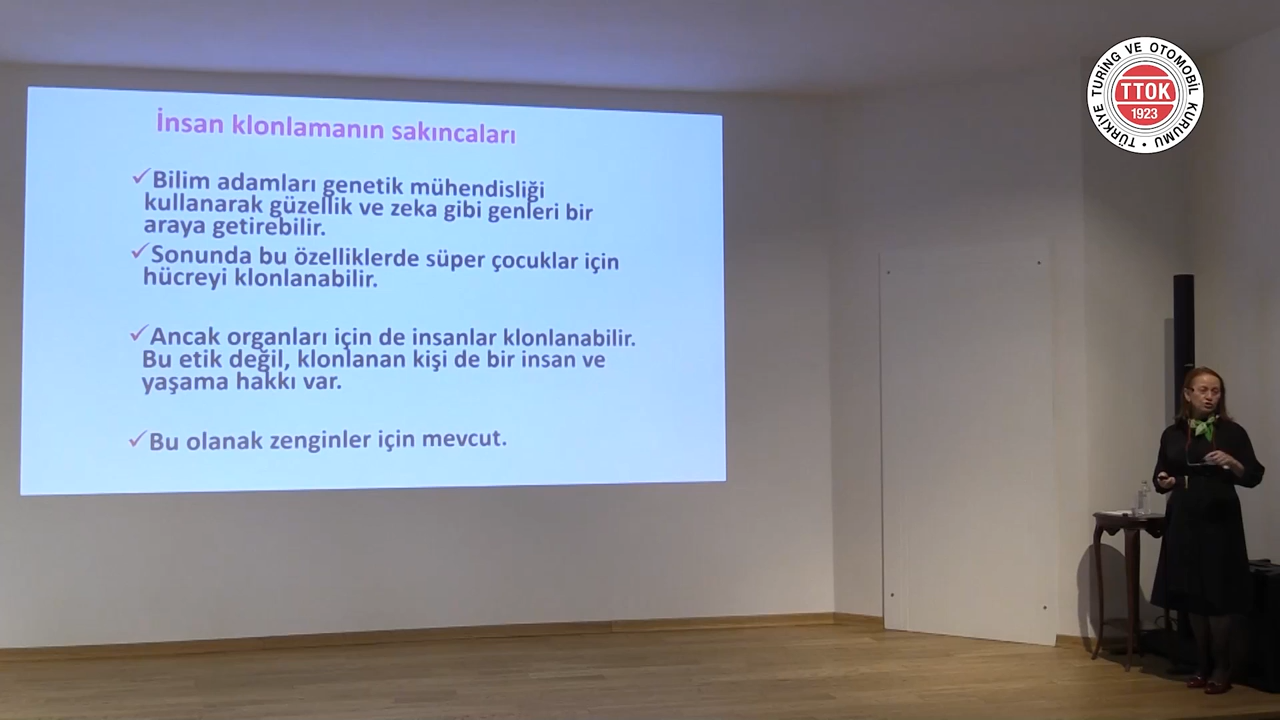 İnsan klonlamanın sakıncaları
✓Bilim adamları genetik mühendisliği
kullanarak güzellik ve zeka gibi genleri bir
araya getirebilir.
✓Sonunda bu özelliklerde süper çocuklar için
hücreyi klonlanabilir.
✓Ancak organları için de insanlar klonlanabilir.
Bu etik değil, klonlanan kişi de bir insan ve
yaşama hakkı var.
✓Bu olanak zenginler için mevcut.
TÜRKİYE TURİNG VE OTOMOBİL KURUMU •
TTOK
1923